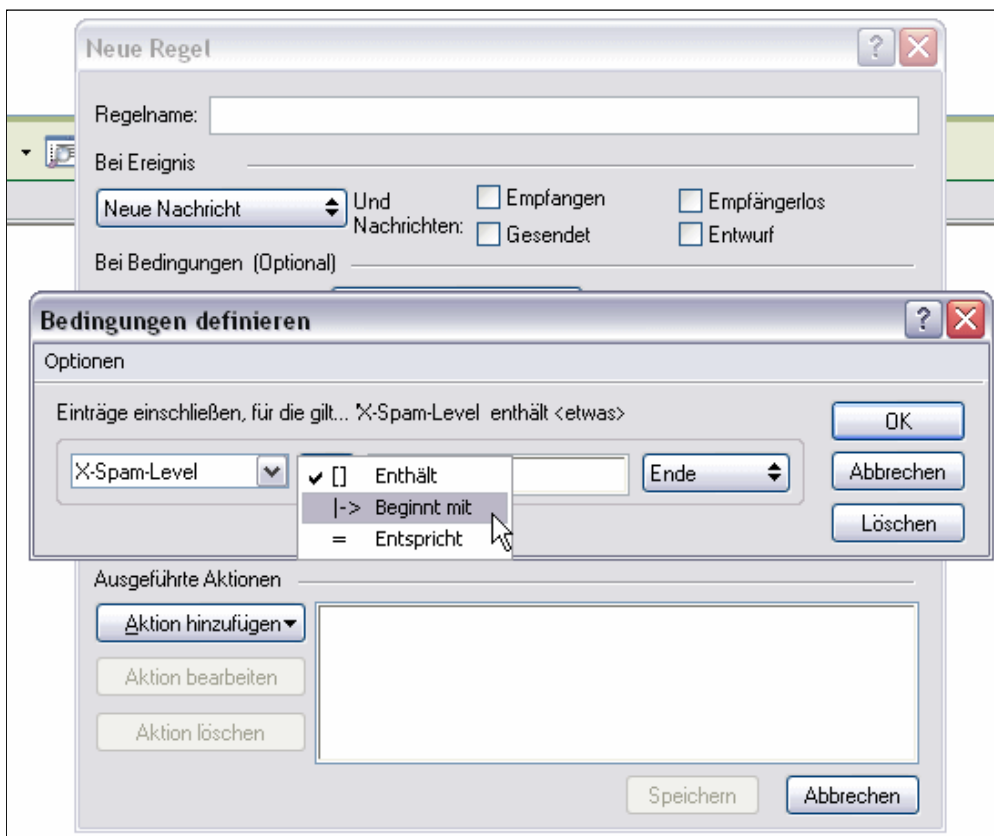 Neue Regel
Regelname:
Bei Ereignis
Neue Nachricht
Und
Nachrichten:
Empfangen
Empfängerlos
Gesendet
Entwurf
Bei Bedingungen (Optional)
Bedingungen definieren
Optionen
Einträge einschließen, für die gilt... 'X-Spam-Level enthält <etwas>
OK
X-Spam-Level
[] Enthält
|-> Beginnt mit
= Entspricht
Ende
Abbrechen
Löschen
Ausgeführte Aktionen
Aktion hinzufügen
Aktion bearbeiten
Aktion löschen
Speichern
Abbrechen